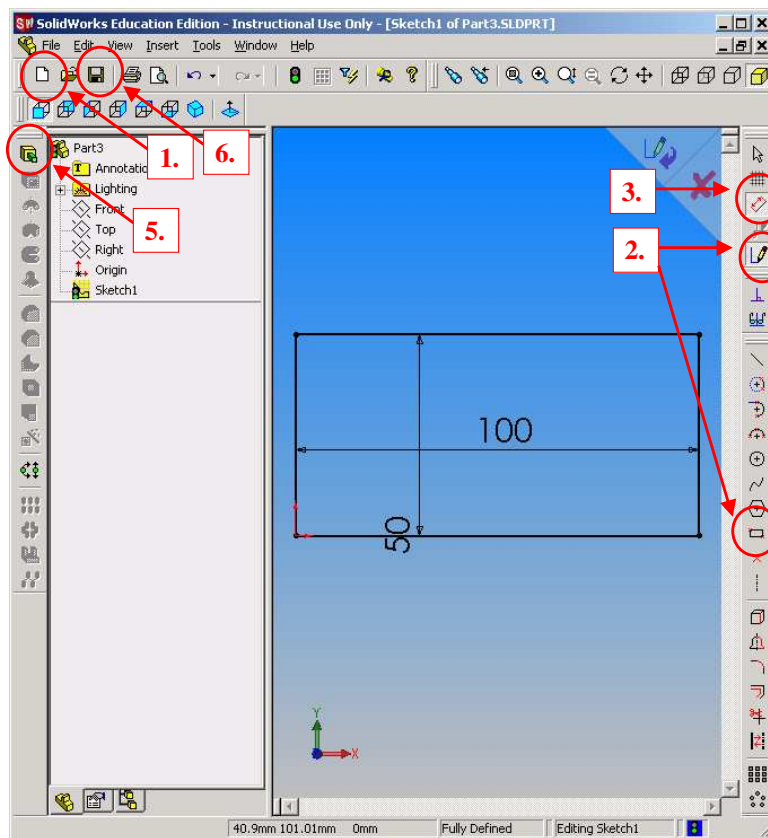 SolidWorks Education Edition - Instructional Use Only - [Sketch1 of Part3.SLDPRT]
File Edit View Insert Tools Window Help
1.
6.
Part3
Annotatio
Lighting
Front
Top
Right
Origin
Sketch1
5.
3.
2.
100
50
Y
X
40.9mm 101.01mm 0mm Fully Defined Editing Sketch1